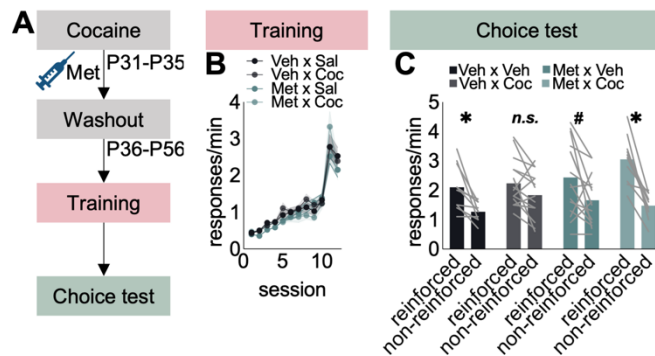 A
Cocaine
Met
P31-P35
Washout
P36-P56
Training
Choice test
Training
B
Veh x Sal
Veh x Coc
Met x Sal
Met x Coc
responses/min
4
3
2
1
0
0
5
10
session
Choice test
C
Veh x Veh
Met x Veh
Veh x Coc
Met x Coc
responses/min
5
4
3
2
1
0
*
n.s.
#
*
reinforced
non-reinforced
reinforced
non-reinforced
reinforced
non-reinforced
reinforced
non-reinforced